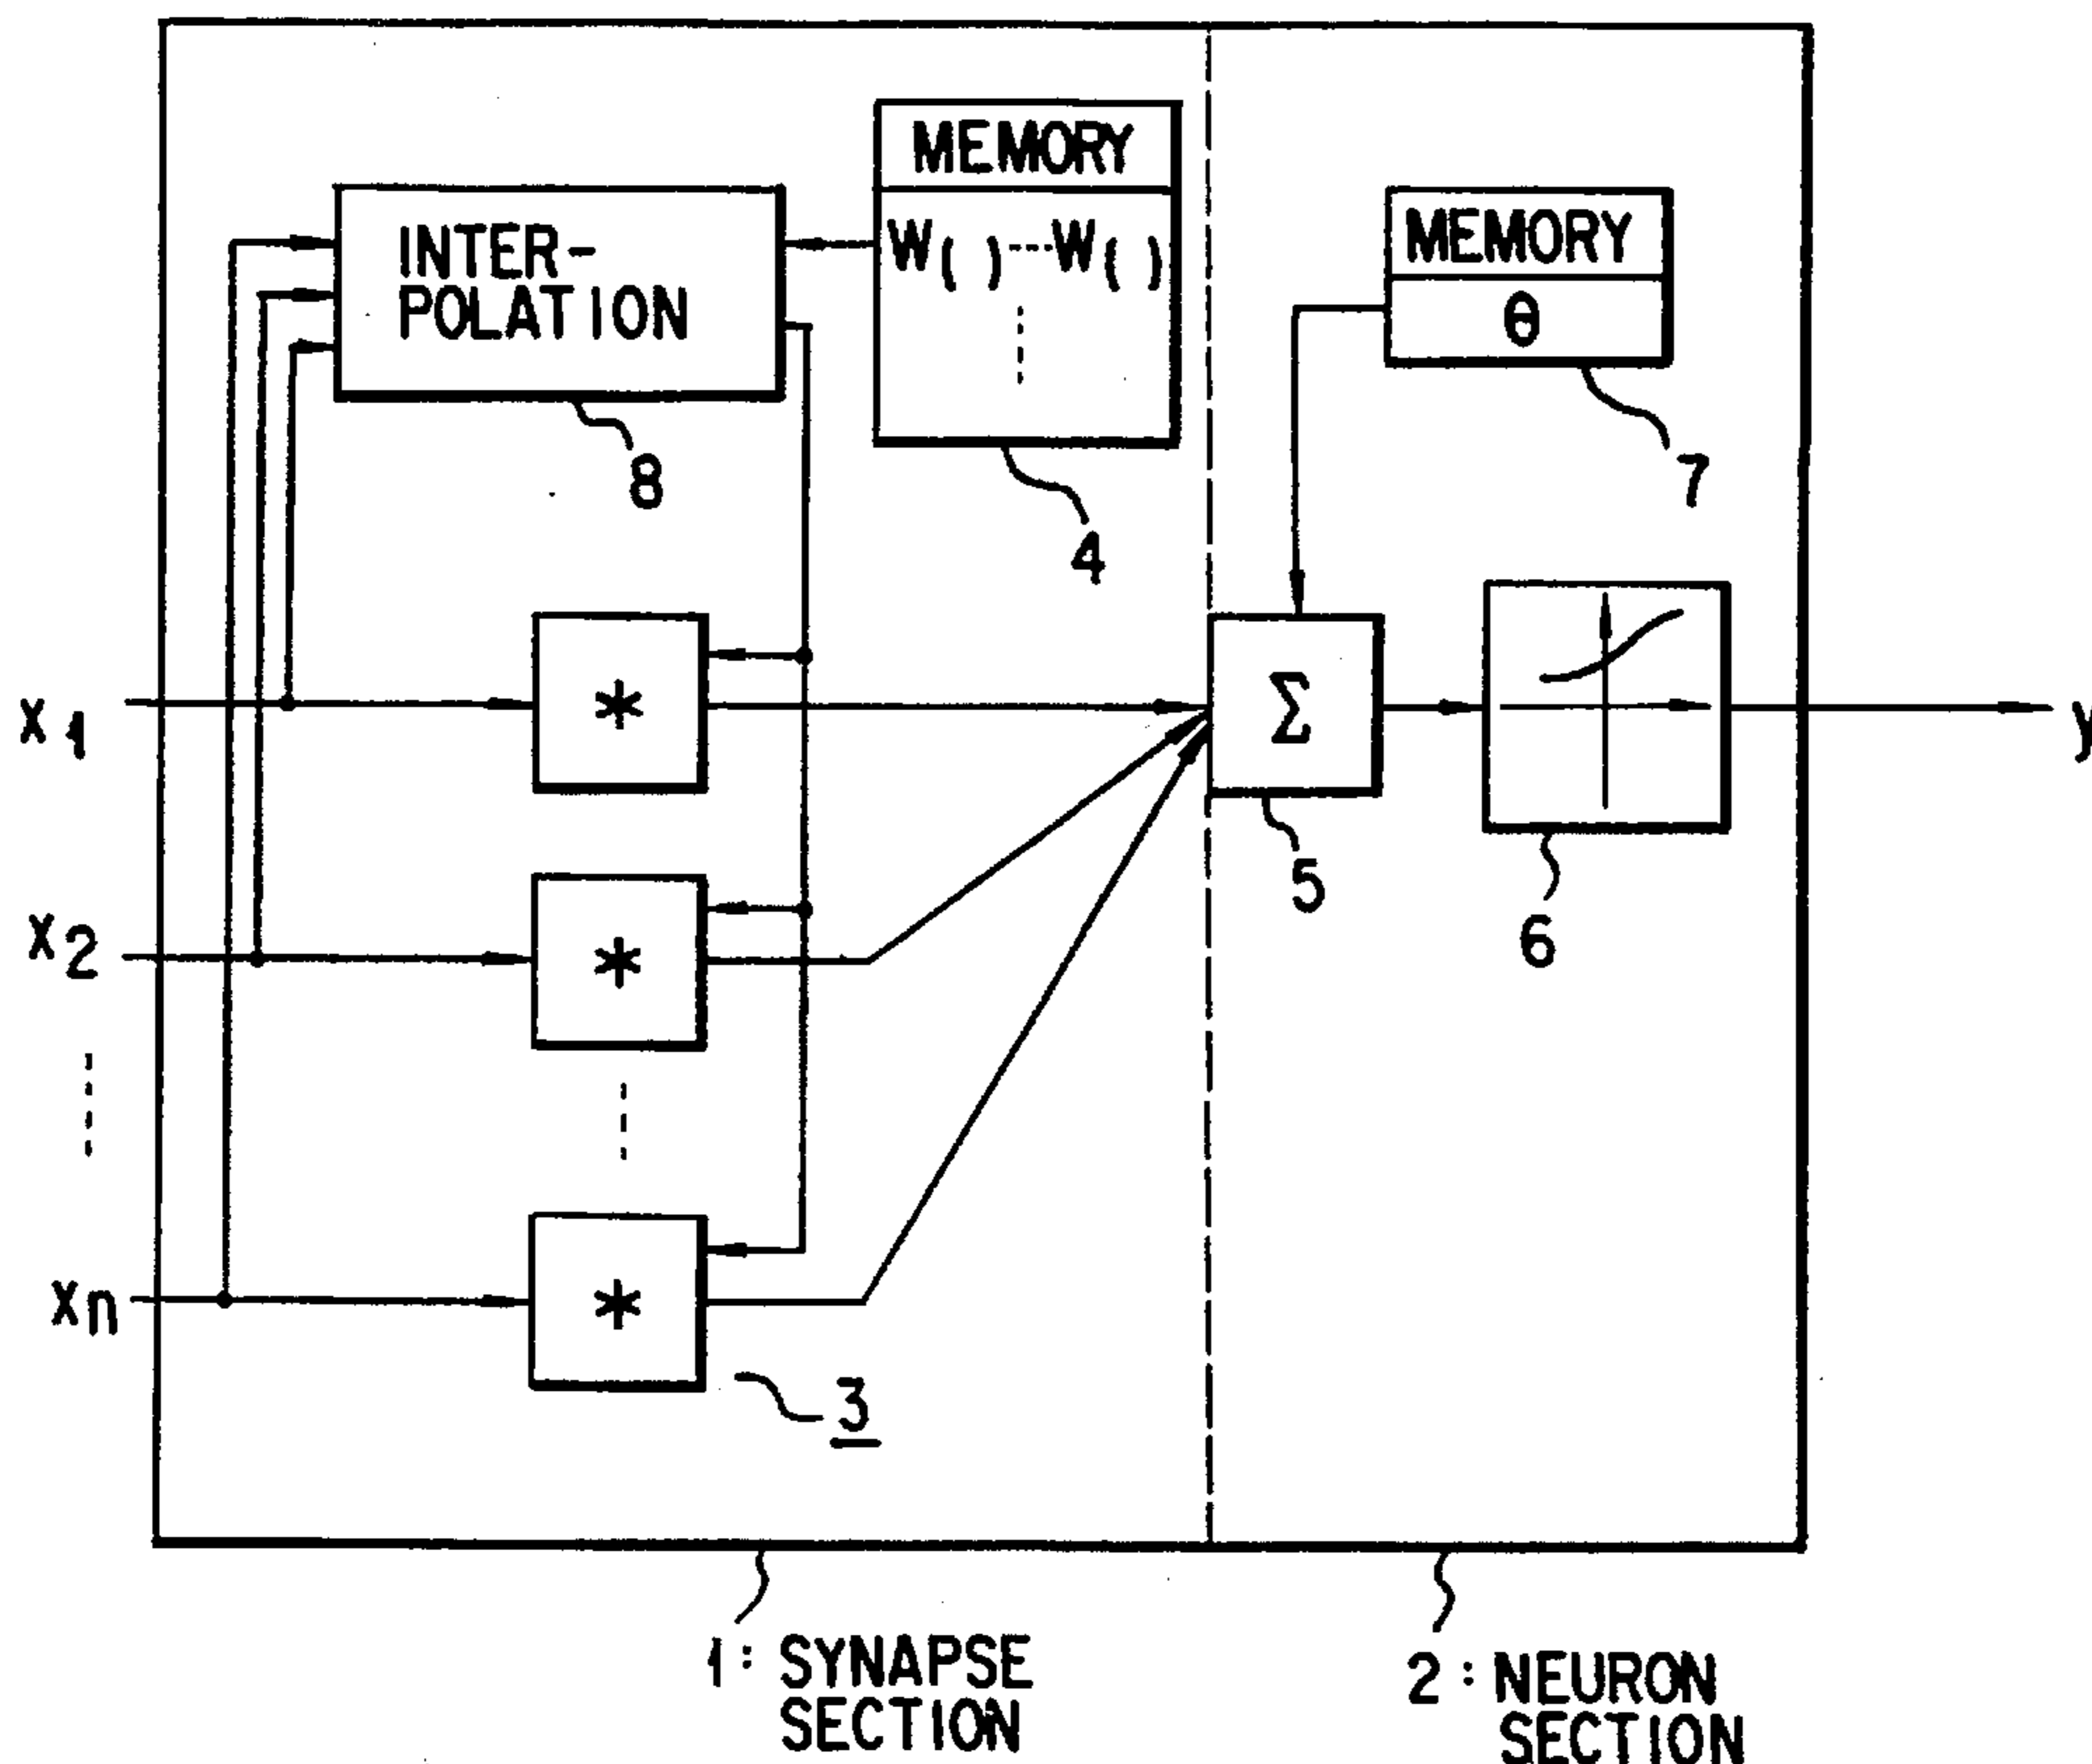 MEMORY
W( )---W( )
INTER-
POLATION
MEMORY
θ
8
4
7
x1
*
Σ
y
5
6
x2
*
xn
*
3
1: SYNAPSE
SECTION
2: NEURON
SECTION